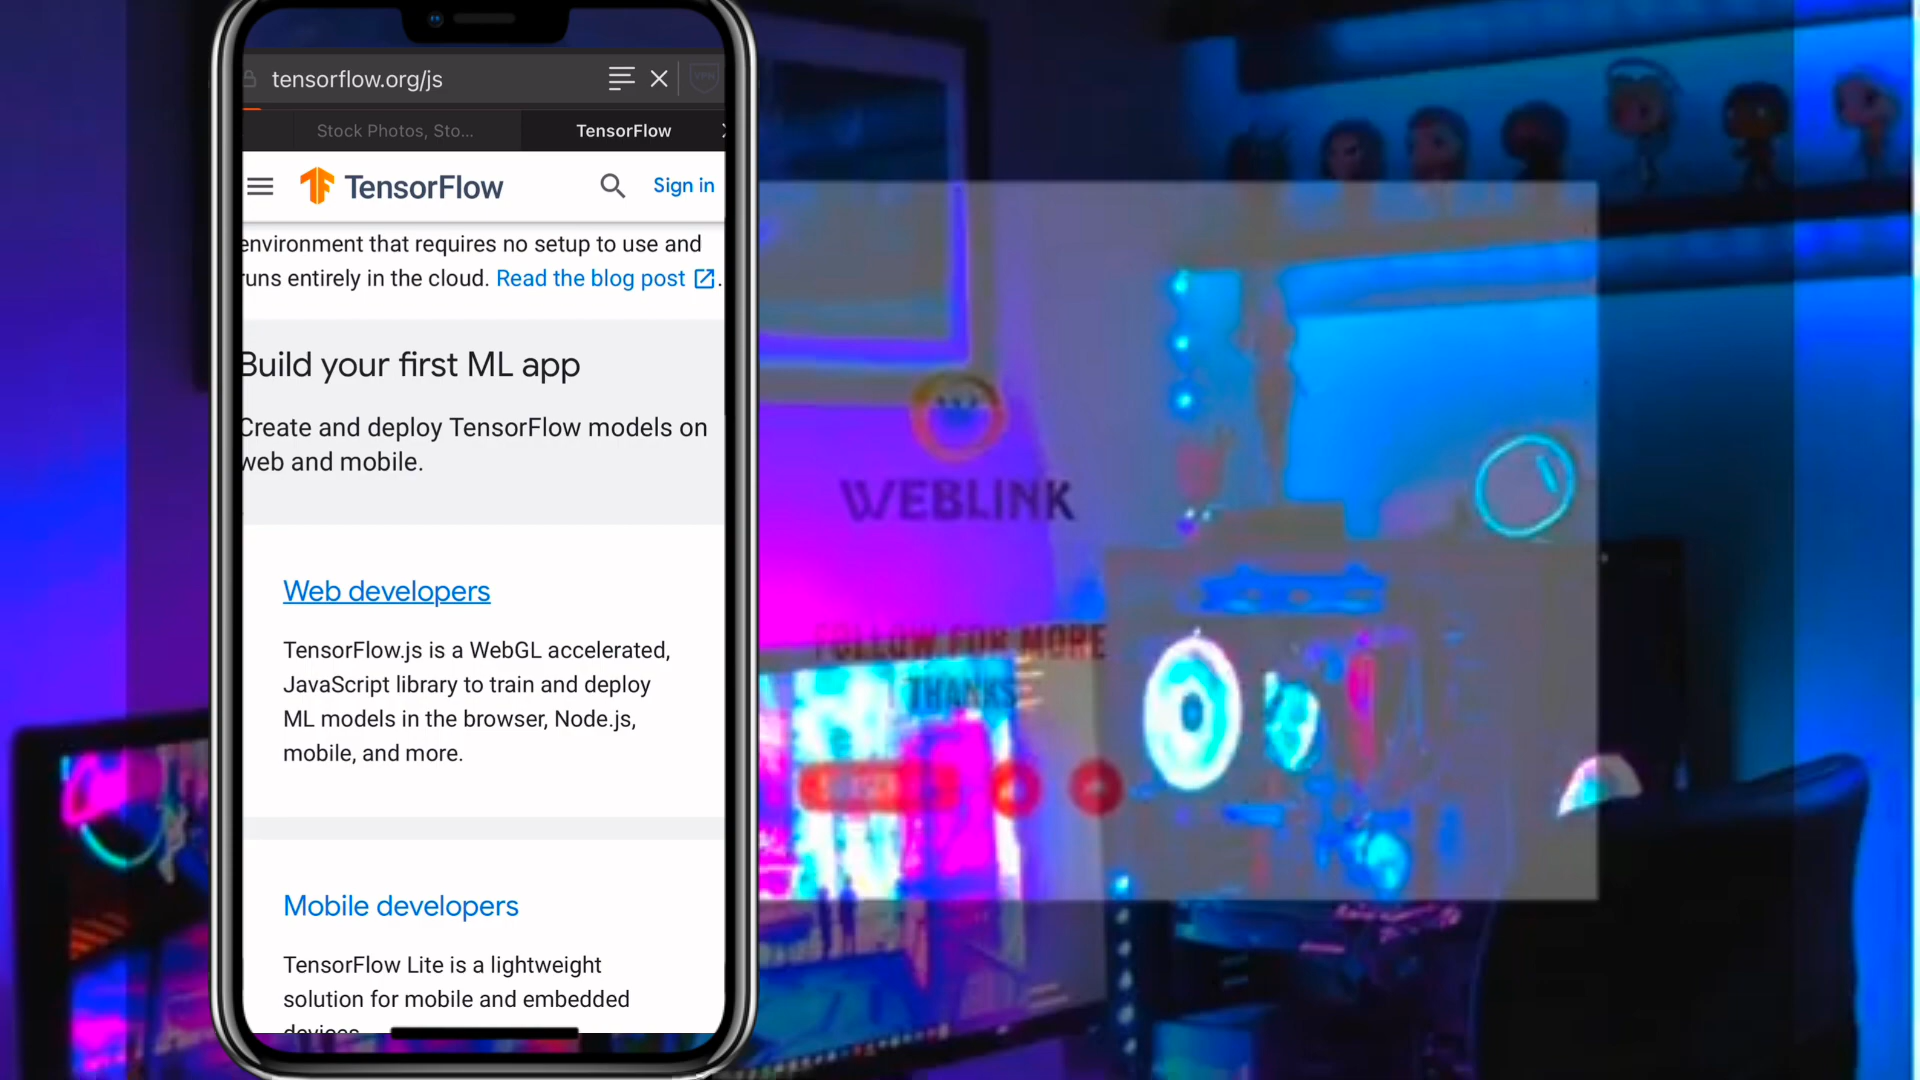 tensorflow.org/js
VPN
Stock Photos, Sto...
TensorFlow
TensorFlow
Sign in
environment that requires no setup to use and
runs entirely in the cloud. Read the blog post.
Build your first ML app
Create and deploy TensorFlow models on
web and mobile.
Web developers
TensorFlow.js is a WebGL accelerated,
JavaScript library to train and deploy
ML models in the browser, Node.js,
mobile, and more.
Mobile developers
TensorFlow Lite is a lightweight
solution for mobile and embedded
devices
WEBLINK
FOLLOW FOR MORE
THANKS